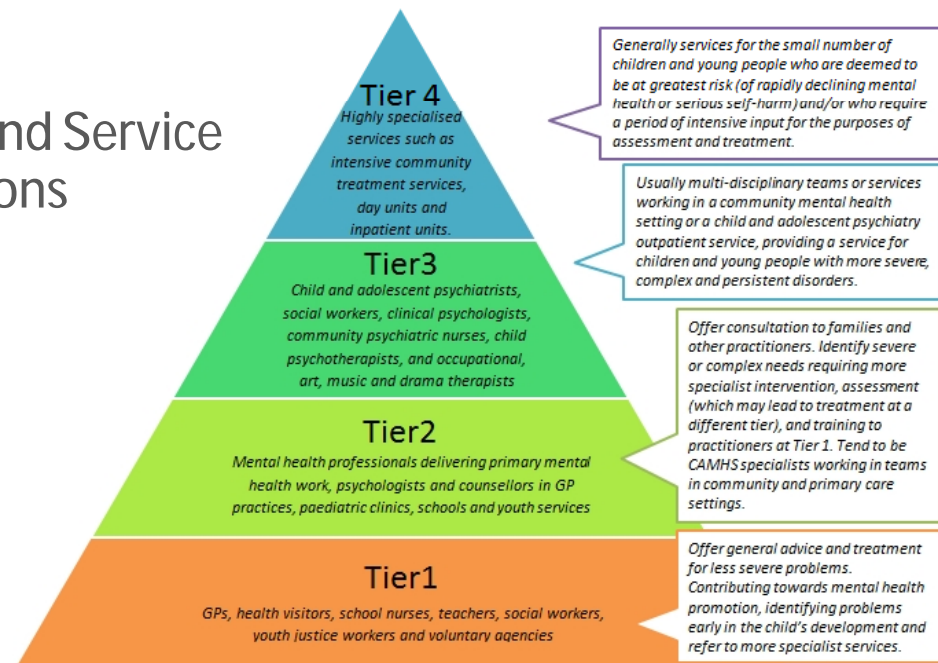 nd Service
ons
Tier 4
Highly specialised
services such as
intensive community
treatment services,
day units and
inpatient units.
Generally services for the small number of
children and young people who are deemed to
be at greatest risk (of rapidly declining mental
health or serious self-harm) and/or who require
a period of intensive input for the purposes of
assessment and treatment.
Tier3
Child and adolescent psychiatrists,
social workers, clinical psychologists,
community psychiatric nurses, child
psychotherapists, and occupational,
art, music and drama therapists
Usually multi-disciplinary teams or services
working in a community mental health
setting or a child and adolescent psychiatry
outpatient service, providing a service for
children and young people with more severe,
complex and persistent disorders.
Tier2
Mental health professionals delivering primary mental
health work, psychologists and counsellors in GP
practices, paediatric clinics, schools and youth services
Offer consultation to families and
other practitioners. Identify severe
or complex needs requiring more
specialist intervention, assessment
(which may lead to treatment at a
different tier), and training to
practitioners at Tier 1. Tend to be
CAMHS specialists working in teams
in community and primary care
settings.
Tier1
GPs, health visitors, school nurses, teachers, social workers,
youth justice workers and voluntary agencies
Offer general advice and treatment
for less severe problems.
Contributing towards mental health
promotion, identifying problems
early in the child's development and
refer to more specialist services.